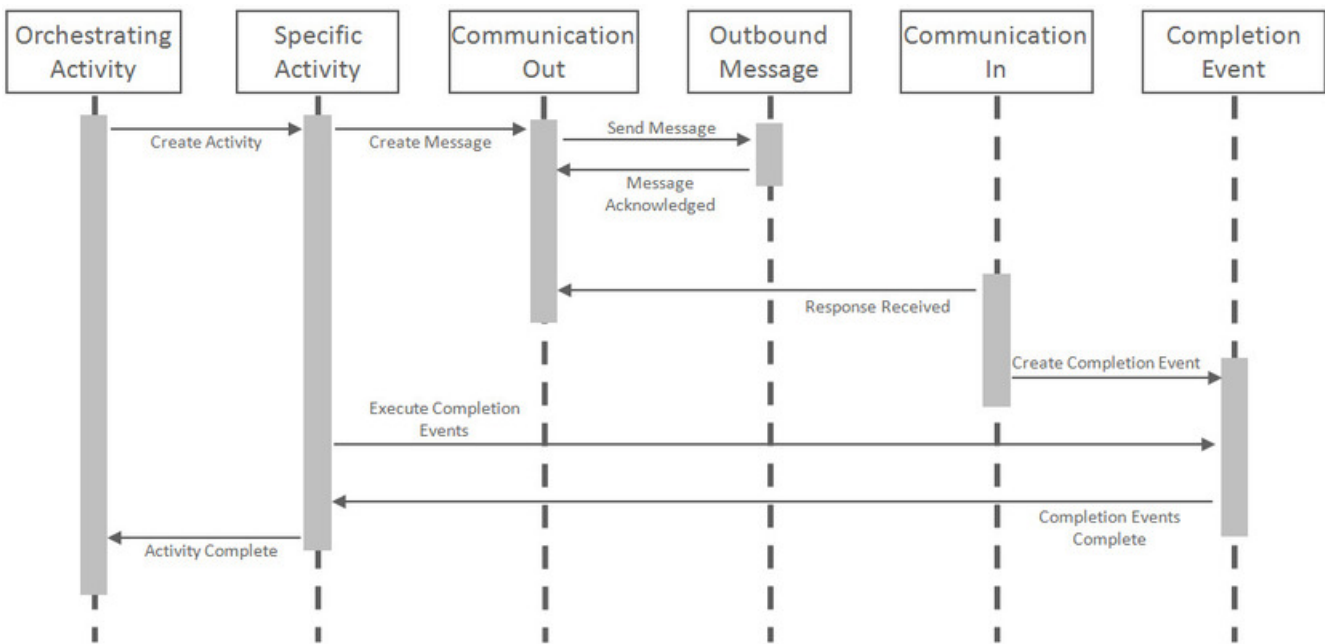 Orchestrating
Activity
Specific
Activity
Communication
Out
Outbound
Message
Communication
In
Completion
Event
Create Activity
Create Message
Send Message
Message
Acknowledged
Response Received
Create Completion Event
Execute Completion
Events
Completion Events
Complete
Activity Complete